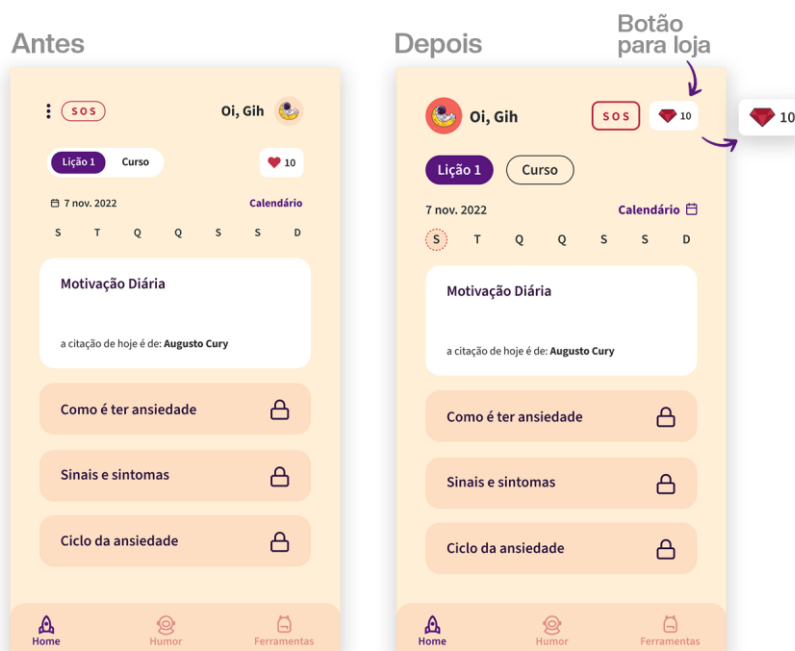 Antes
SOS
Oi, Gih
Lição 1
Curso
10
7 nov. 2022
Calendário
S T Q Q S S D
Motivação Diária
a citação de hoje é de: Augusto Cury
Como é ter ansiedade
Sinais e sintomas
Ciclo da ansiedade
Home
Humor
Ferramentas
Depois
Botão
para loja
Oi, Gih
SOS
10
10
Lição 1
Curso
7 nov. 2022
Calendário
S T Q Q S S D
Motivação Diária
a citação de hoje é de: Augusto Cury
Como é ter ansiedade
Sinais e sintomas
Ciclo da ansiedade
Home
Humor
Ferramentas